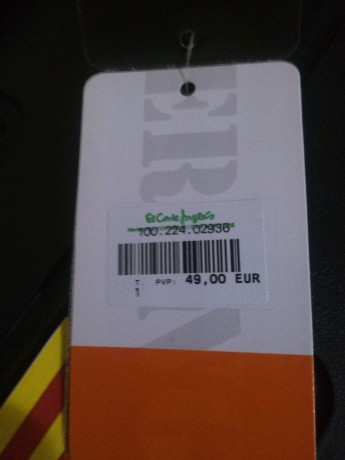 El Corte Inglés
100.224.02936
T. PVP: 49,00 EUR
1